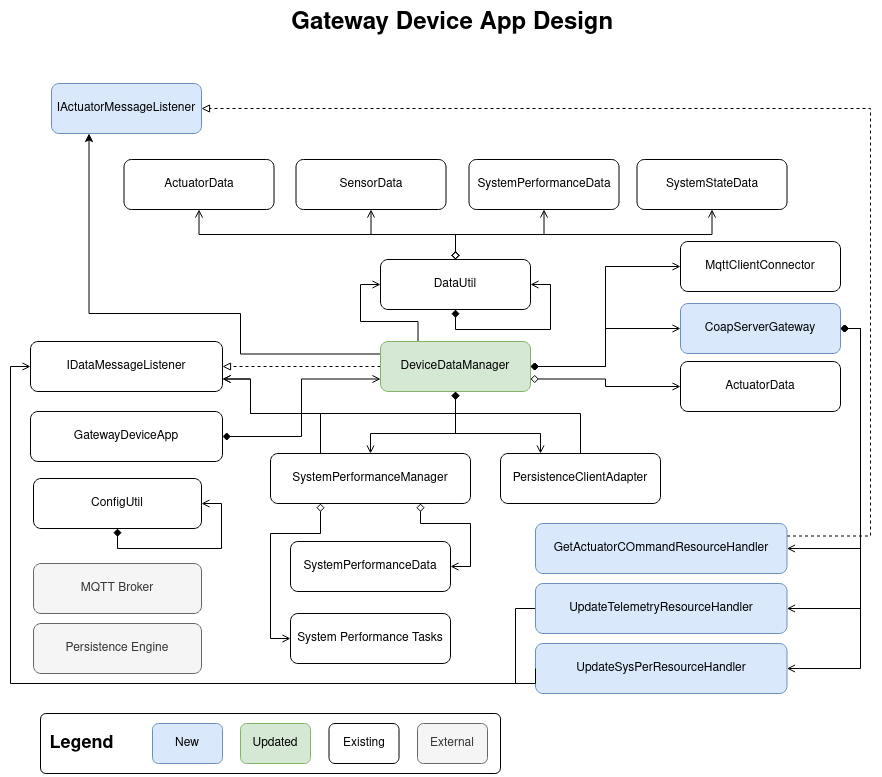 Gateway Device App Design
IActuatorMessageListener
ActuatorData
SensorData
SystemPerformanceData
SystemStateData
MqttClientConnector
DataUtil
CoapServerGateway
IDataMessageListener
DeviceDataManager
ActuatorData
GatewayDeviceApp
SystemPerformanceManager
PersistenceClientAdapter
ConfigUtil
GetActuatorCOmmandResourceHandler
SystemPerformanceData
MQTT Broker
UpdateTelemetryResourceHandler
System Performance Tasks
Persistence Engine
UpdateSysPerResourceHandler
Legend
New
Updated
Existing
External